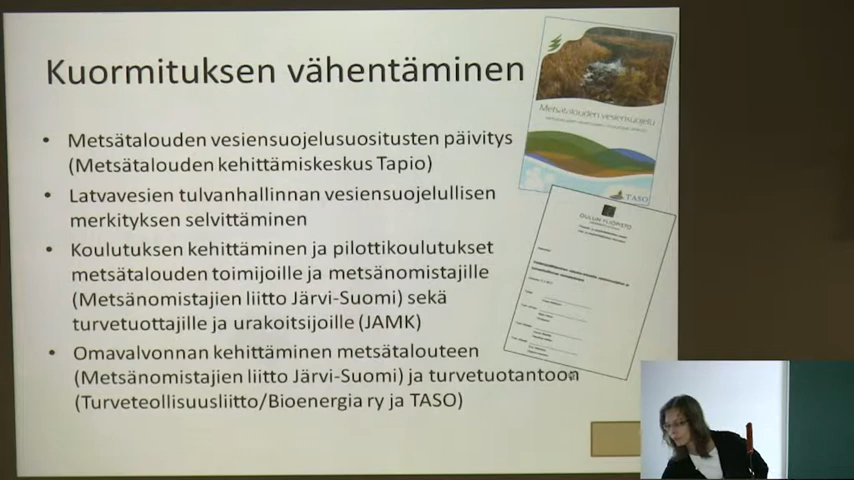 Kuormituksen vähentäminen
• Metsätalouden vesiensuojelusuositusten päivitys
(Metsätalouden kehittämiskeskus Tapio)
• Latvavesien tulvanhallinnan vesiensuojelullisen
merkityksen selvittäminen
• Koulutuksen kehittäminen ja pilottikoulutukset
metsätalouden toimijoille ja metsänomistajille
(Metsänomistajien liitto Järvi-Suomi) sekä
turvetuottajille ja urakoitsijoille (JAMK)
• Omavalvonnan kehittäminen metsätalouteen
(Metsänomistajien liitto Järvi-Suomi) ja turvetuotantoon
(Turveteollisuusliitto/Bioenergia ry ja TASO)
Metsätalouden vesiensuojelu
TASO
OULUN YLIOPISTO